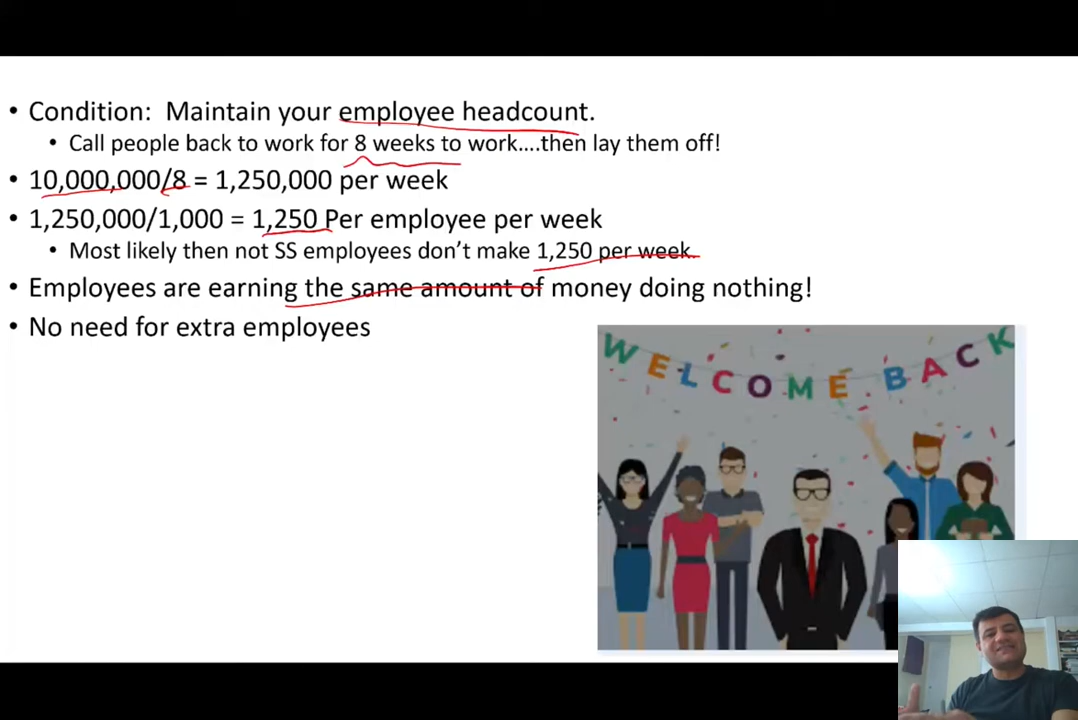 • Condition: Maintain your employee headcount.
• Call people back to work for 8 weeks to work....then lay them off!
• 10,000,000/8 = 1,250,000 per week
• 1,250,000/1,000 = 1,250 Per employee per week
• Most likely then not SS employees don't make 1,250 per week.
• Employees are earning the same amount of money doing nothing!
• No need for extra employees
WELCOME BACK